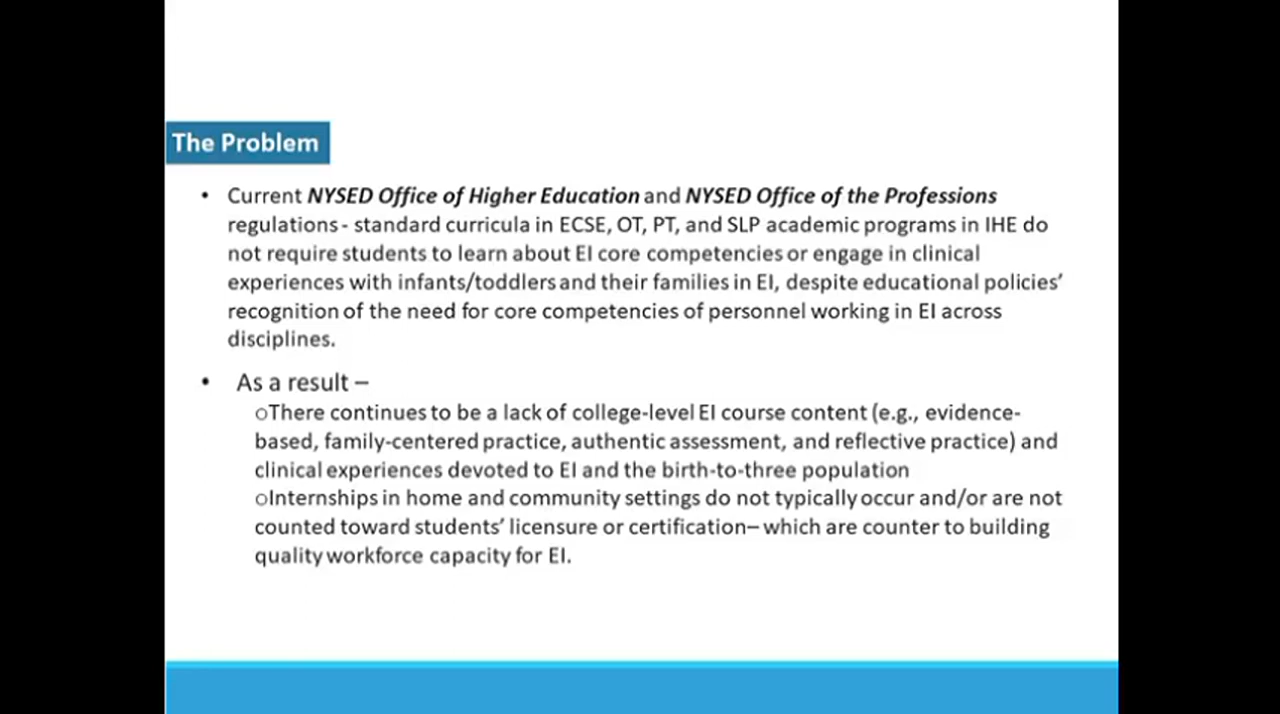 The Problem
• Current NYSED Office of Higher Education and NYSED Office of the Professions
regulations - standard curricula in ECSE, OT, PT, and SLP academic programs in IHE do
not require students to learn about EI core competencies or engage in clinical
experiences with infants/toddlers and their families in EI, despite educational policies’
recognition of the need for core competencies of personnel working in EI across
disciplines.
• As a result –
oThere continues to be a lack of college-level EI course content (e.g., evidence-
based, family-centered practice, authentic assessment, and reflective practice) and
clinical experiences devoted to EI and the birth-to-three population
oInternships in home and community settings do not typically occur and/or are not
counted toward students’ licensure or certification– which are counter to building
quality workforce capacity for EI.